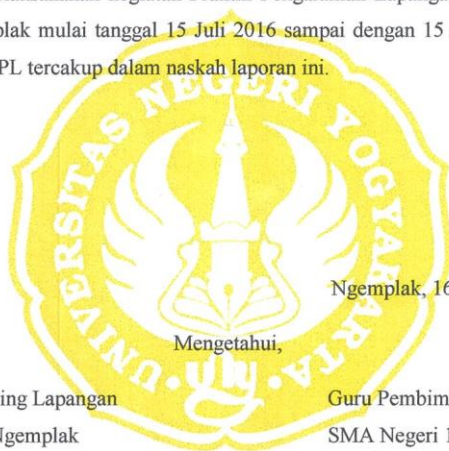 plak mulai tanggal 15 Juli 2016 sampai dengan 15
PL tercakup dalam naskah laporan ini.
UNIVERSITAS NEGERI YOGYAKARTA
Ngemplak, 16
Mengetahui,
uny
ing Lapangan Guru Pembim
Ngemplak SMA Negeri 1